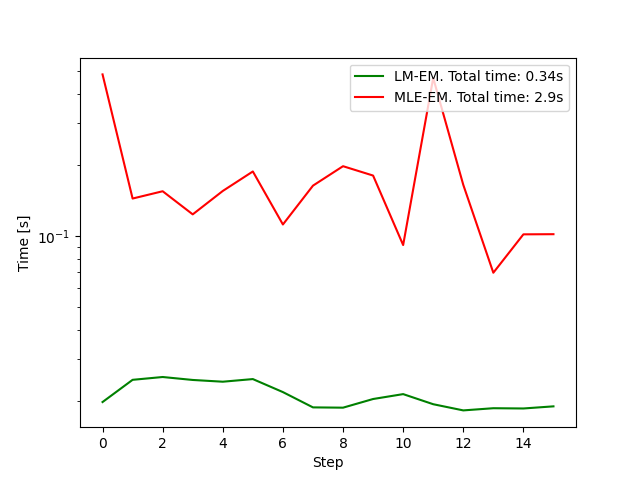 LM-EM. Total time: 0.34s
MLE-EM. Total time: 2.9s
Time [s]
10⁻¹
0 2 4 6 8 10 12 14
Step